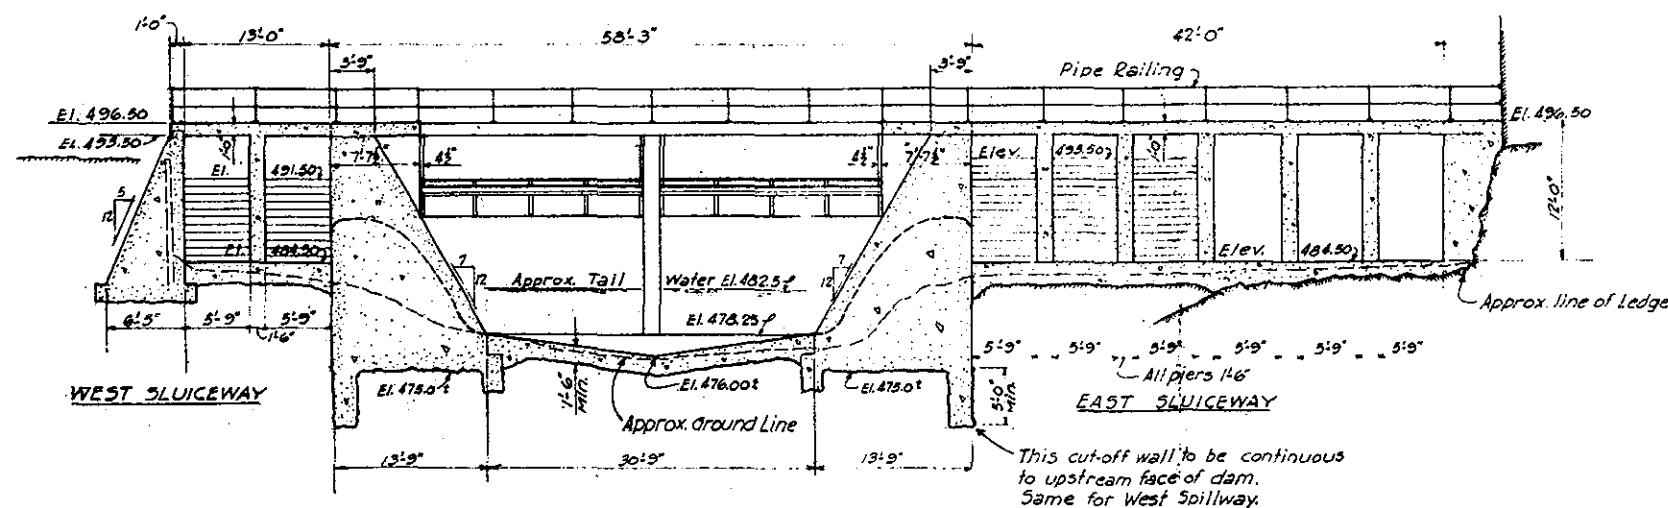 1'-0"
13'-0"
58'-3"
42'-0"
3'-9"
3'-9"
Pipe Railing
El. 496.50
El. 496.50
El. 495.50
10"
7'-7½"
4½"
4½"
7'-7½"
Elev. 493.50
10"
El. 491.50
5
12
12'-0"
El. 484.50
Elev. 484.50
7
12
Approx. Tail Water El. 482.5±
7
12
Approx. line of Ledge
El. 478.25
6'-5"
5'-9"
5'-9"
1'-6"
5'-9"
5'-9"
5'-9"
5'-9"
5'-9"
5'-9"
All piers 1'-6"
WEST SLUICEWAY
El. 475.0±
1'-6" MIN.
El. 476.00±
El. 475.0±
5'-0" MIN.
EAST SLUICEWAY
Approx. Ground Line
13'-9"
30'-9"
13'-9"
This cut-off wall to be continuous
to upstream face of dam.
Same for West Spillway.